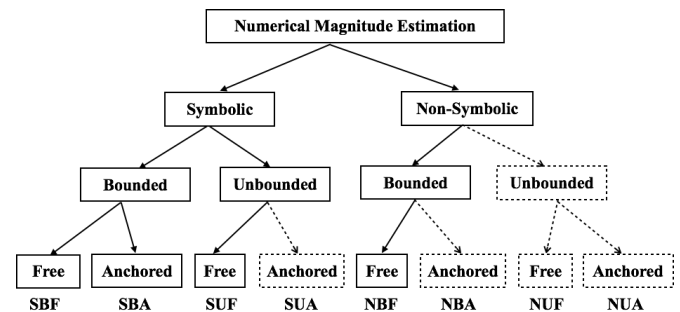 Numerical Magnitude Estimation
Symbolic
Non-Symbolic
Bounded
Unbounded
Bounded
Unbounded
Free
Anchored
Free
Anchored
Free
Anchored
Free
Anchored
SBF
SBA
SUF
SUA
NBF
NBA
NUF
NUA